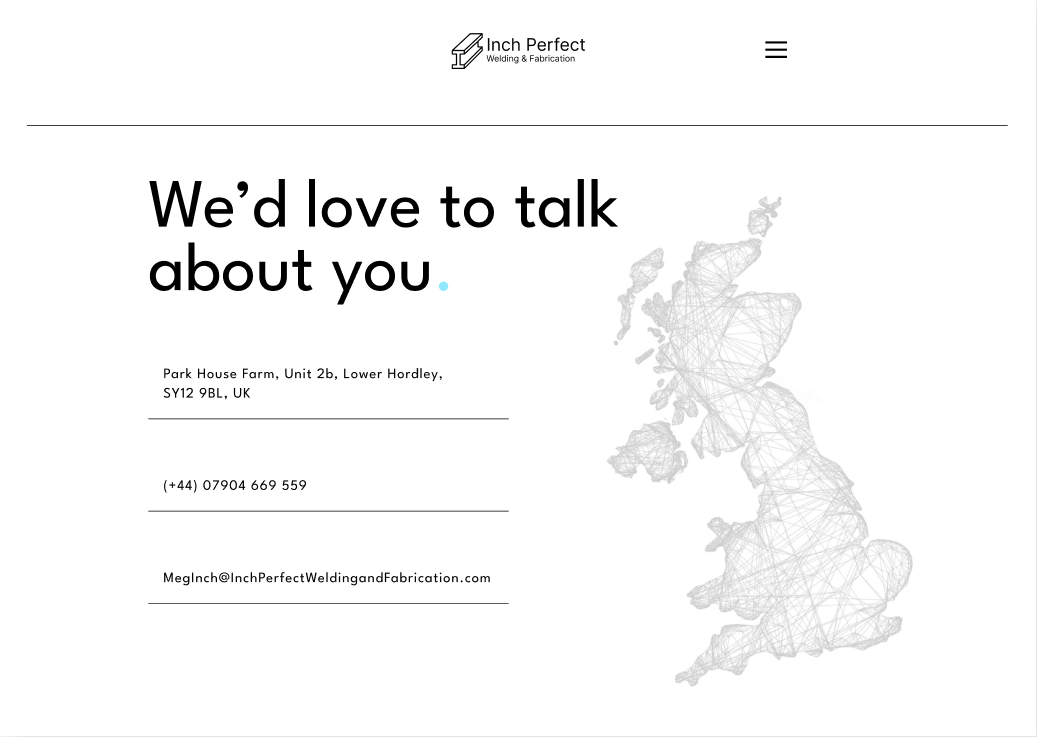 Inch Perfect
Welding & Fabrication
We’d love to talk
about you.
Park House Farm, Unit 2b, Lower Hordley,
SY12 9BL, UK
(+44) 07904 669 559
MegInch@InchPerfectWeldingandFabrication.com